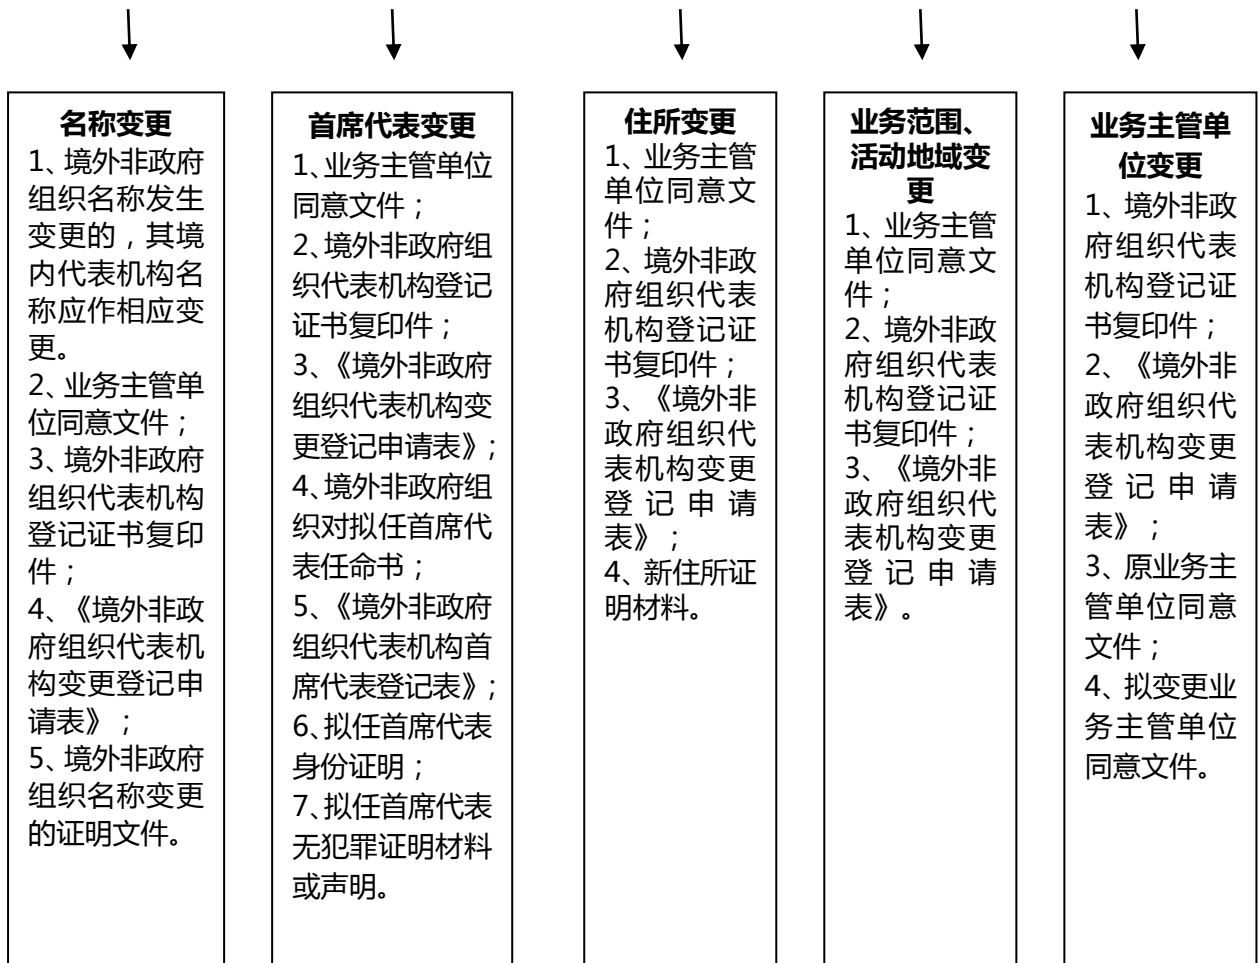 名称变更
1、境外非政府
组织名称发生
变更的，其境
内代表机构名
称应作相应变
更。
2、业务主管单
位同意文件；
3、境外非政府
组织代表机构
登记证书复印
件；
4、《境外非政
府组织代表机
构变更登记申
请表》；
5、境外非政府
组织名称变更
的证明文件。
首席代表变更
1、业务主管单位
同意文件；
2、境外非政府组
织代表机构登记
证书复印件；
3、《境外非政府
组织代表机构变
更登记申请表》；
4、境外非政府组
织对拟任首席代
表任命书；
5、《境外非政府
组织代表机构首
席代表登记表》；
6、拟任首席代表
身份证明；
7、拟任首席代表
无犯罪证明材料
或声明。
住所变更
1、业务主管
单位同意文
件；
2、境外非政
府组织代表
机构登记证
书复印件；
3、《境外非
政府组织代
表机构变更
登记申请
表》；
4、新住所证
明材料。
业务范围、
活动地域变
更
1、业务主管
单位同意文
件；
2、境外非政
府组织代表
机构登记证
书复印件；
3、《境外非
政府组织代
表机构变更
登记申请
表》。
业务主管单
位变更
1、境外非政
府组织代表
机构登记证
书复印件；
2、《境外非
政府组织代
表机构变更
登记申请
表》；
3、原业务主
管单位同意
文件；
4、拟变更业
务主管单位
同意文件。